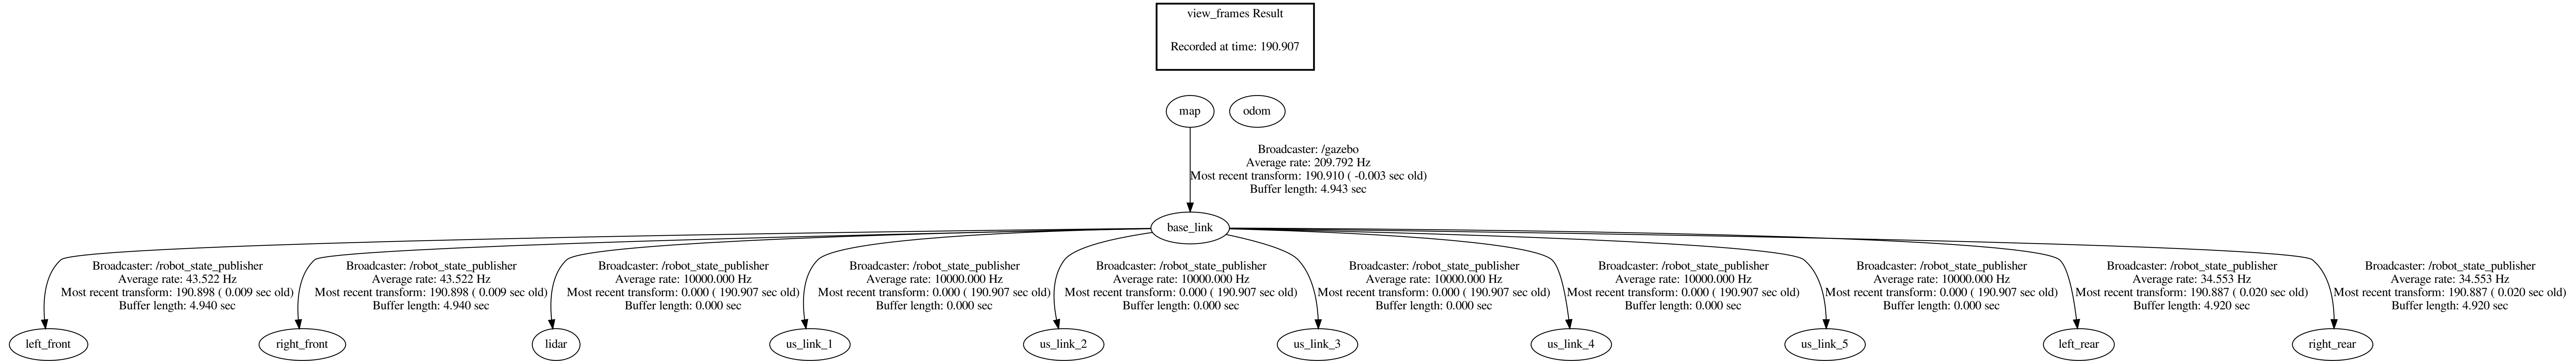 view_frames Result
Recorded at time: 190.907
map
odom
Broadcaster: /gazebo
Average rate: 209.792 Hz
Most recent transform: 190.910 ( -0.003 sec old)
Buffer length: 4.943 sec
base_link
Broadcaster: /robot_state_publisher
Average rate: 43.522 Hz
Most recent transform: 190.898 ( 0.009 sec old)
Buffer length: 4.940 sec
Broadcaster: /robot_state_publisher
Average rate: 43.522 Hz
Most recent transform: 190.898 ( 0.009 sec old)
Buffer length: 4.940 sec
Broadcaster: /robot_state_publisher
Average rate: 10000.000 Hz
Most recent transform: 0.000 ( 190.907 sec old)
Buffer length: 0.000 sec
Broadcaster: /robot_state_publisher
Average rate: 10000.000 Hz
Most recent transform: 0.000 ( 190.907 sec old)
Buffer length: 0.000 sec
Broadcaster: /robot_state_publisher
Average rate: 10000.000 Hz
Most recent transform: 0.000 ( 190.907 sec old)
Buffer length: 0.000 sec
Broadcaster: /robot_state_publisher
Average rate: 10000.000 Hz
Most recent transform: 0.000 ( 190.907 sec old)
Buffer length: 0.000 sec
Broadcaster: /robot_state_publisher
Average rate: 10000.000 Hz
Most recent transform: 0.000 ( 190.907 sec old)
Buffer length: 0.000 sec
Broadcaster: /robot_state_publisher
Average rate: 10000.000 Hz
Most recent transform: 0.000 ( 190.907 sec old)
Buffer length: 0.000 sec
Broadcaster: /robot_state_publisher
Average rate: 34.553 Hz
Most recent transform: 190.887 ( 0.020 sec old)
Buffer length: 4.920 sec
Broadcaster: /robot_state_publisher
Average rate: 34.553 Hz
Most recent transform: 190.887 ( 0.020 sec old)
Buffer length: 4.920 sec
left_front
right_front
lidar
us_link_1
us_link_2
us_link_3
us_link_4
us_link_5
left_rear
right_rear